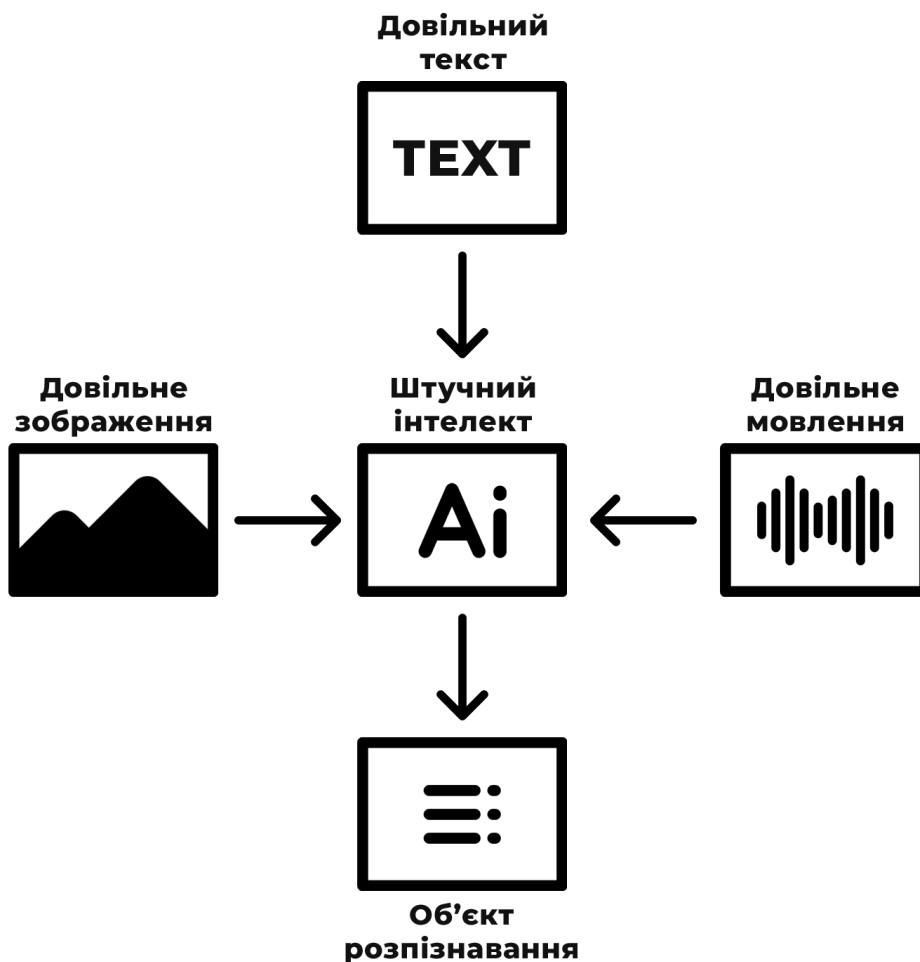 Довільний
текст
TEXT
Довільне
зображення
Штучний
інтелект
Довільне
мовлення
Ai
Об’єкт
розпізнавання